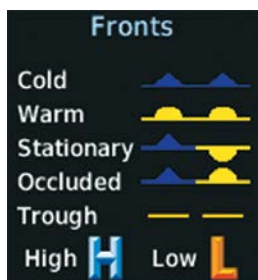 Fronts
Cold
Warm
Stationary
Occluded
Trough
High H Low L